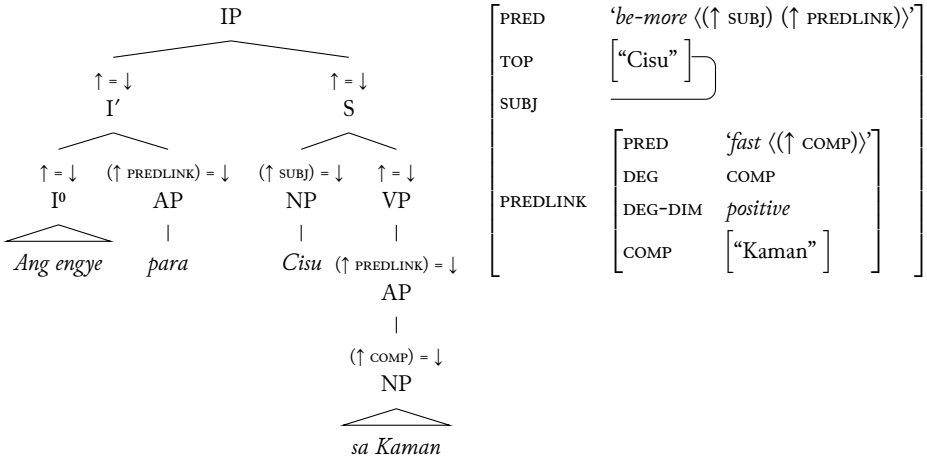 IP
↑ = ↓ ↑ = ↓
I′ S
↑ = ↓ (↑ PREDLINK) = ↓ (↑ SUBJ) = ↓ ↑ = ↓
I⁰ AP NP VP
Ang engye para Cisu (↑ PREDLINK) = ↓
AP
(↑ COMP) = ↓
NP
sa Kaman
PRED ‘be-more ⟨(↑ SUBJ) (↑ PREDLINK)⟩’
TOP [“Cisu” ]
SUBJ
PREDLINK
PRED ‘fast ⟨(↑ COMP)⟩’
DEG COMP
DEG-DIM positive
COMP [“Kaman” ]